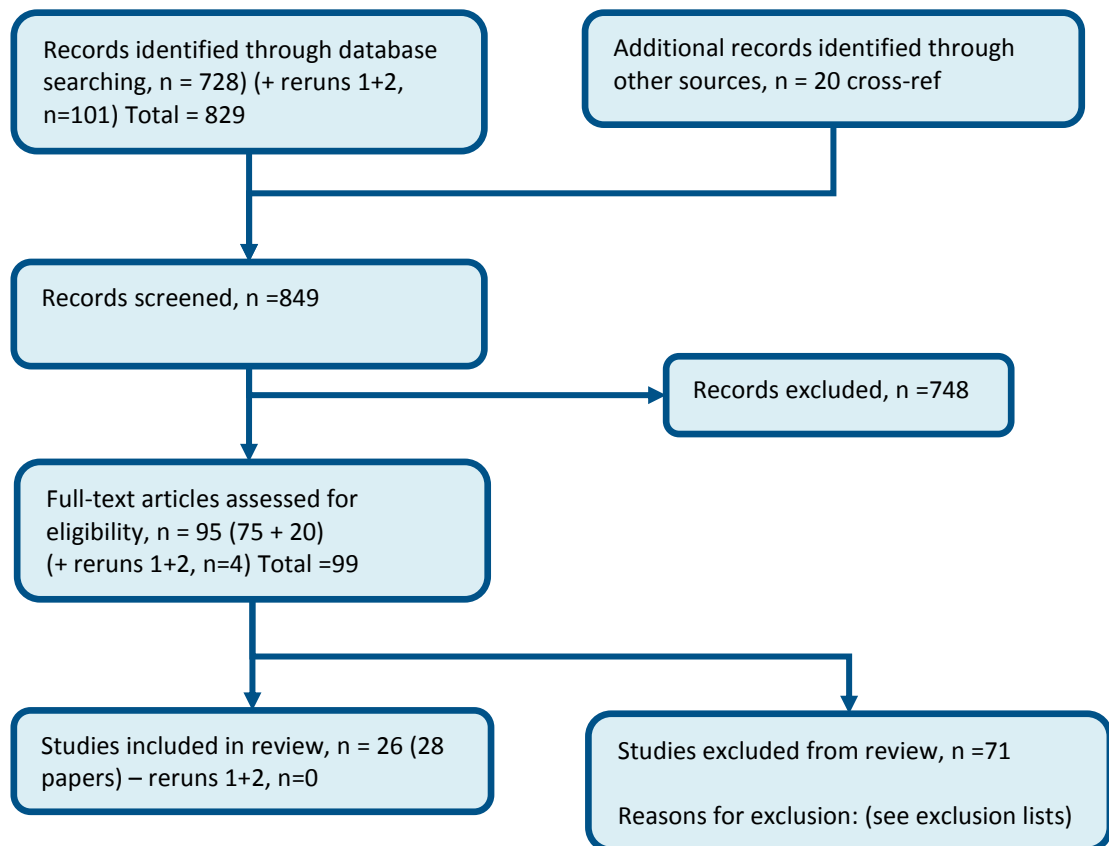 Records identified through database
searching, n = 728) (+ reruns 1+2,
n=101) Total = 829
Additional records identified through
other sources, n = 20 cross-ref
Records screened, n =849
Records excluded, n =748
Full-text articles assessed for
eligibility, n = 95 (75 + 20)
(+ reruns 1+2, n=4) Total =99
Studies included in review, n = 26 (28
papers) – reruns 1+2, n=0
Studies excluded from review, n =71
Reasons for exclusion: (see exclusion lists)